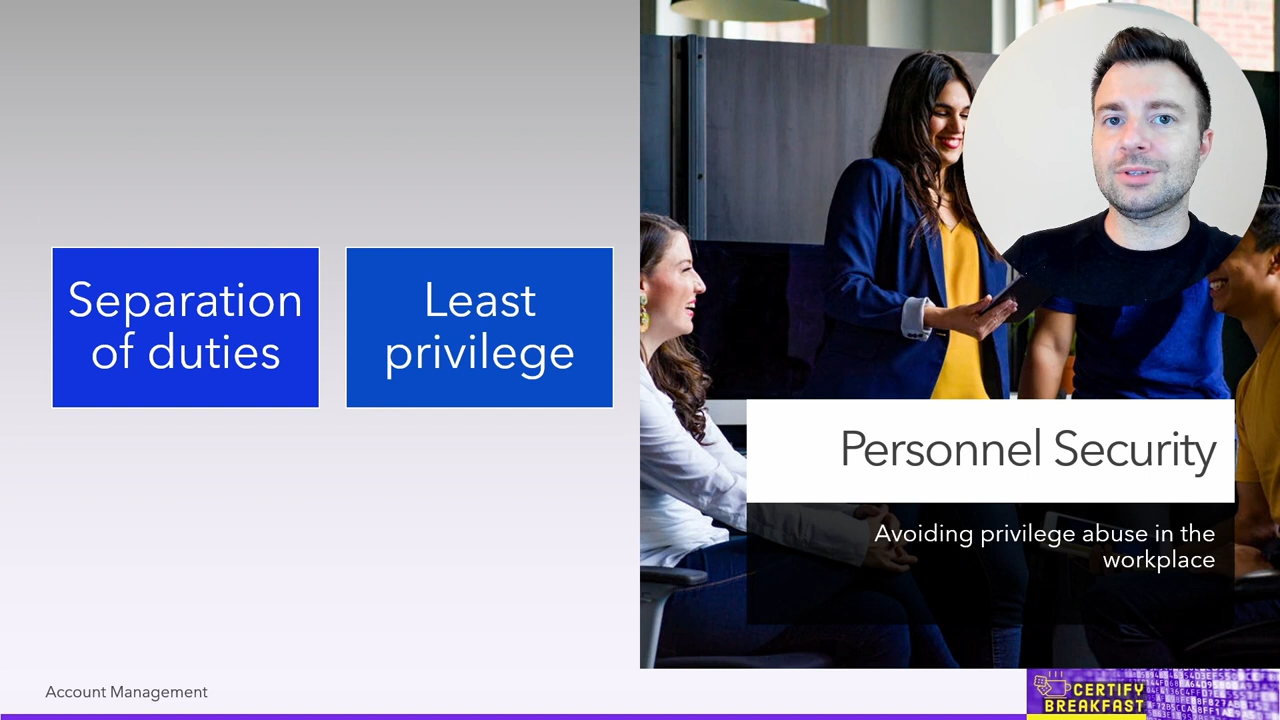 Separation
of duties
Least
privilege
Personnel Security
Avoiding privilege abuse in the
workplace
Account Management
CERTIFY
BREAKFAST